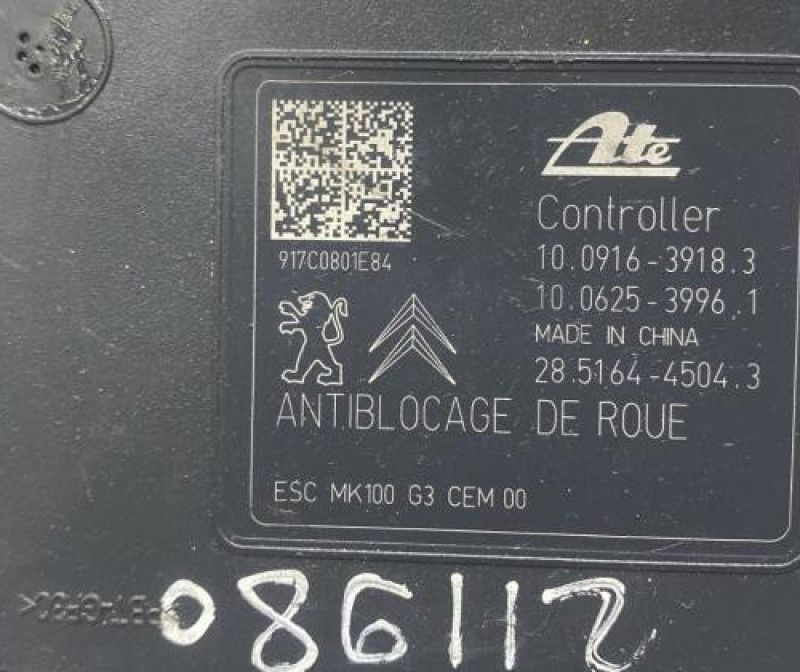 Ate
Controller
917C0801E84
10.0916-3918.3
10.0625-3996.1
MADE IN CHINA
28.5164-4504.3
ANTIBLOCAGE DE ROUE
ESC MK100 G3 CEM 00
086112